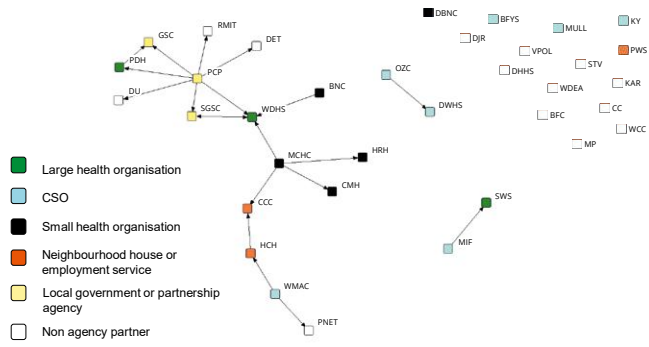 DBNC
BFYS
KY
RMIT
MULL
GSC
DJR
DET
PWS
VPOL
PDH
STV
DHHS
OZC
PCP
KAR
WDEA
BNC
DU
CC
SGSC
WDHS
DWHS
BFC
WCC
MP
MCHC
HRH
Large health organisation
CMH
CSO
CCC
SWS
Small health organisation
HCH
MIF
Neighbourhood house or
employment service
WMAC
Local government or partnership
agency
PNET
Non agency partner